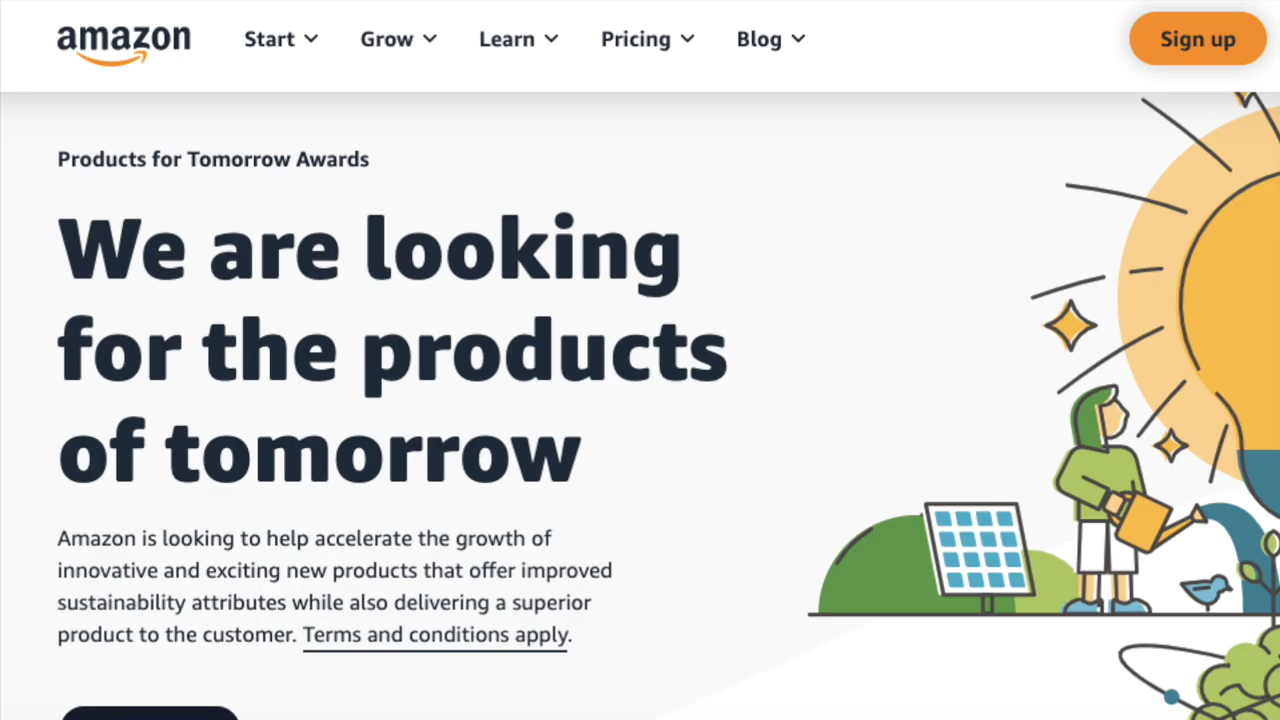 amazon
Start
Grow
Learn
Pricing
Blog
Sign up
Products for Tomorrow Awards
We are looking
for the products
of tomorrow
Amazon is looking to help accelerate the growth of
innovative and exciting new products that offer improved
sustainability attributes while also delivering a superior
product to the customer. Terms and conditions apply.